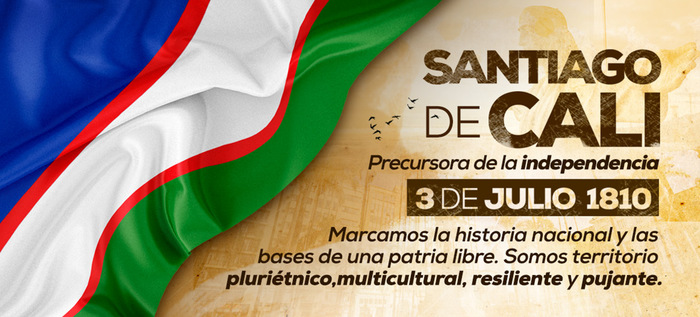 SANTIAGO
DE CALI
Precursora de la independencia
3 DE JULIO 1810
Marcamos la historia nacional y las
bases de una patria libre. Somos territorio
pluriétnico,multicultural, resiliente y pujante.